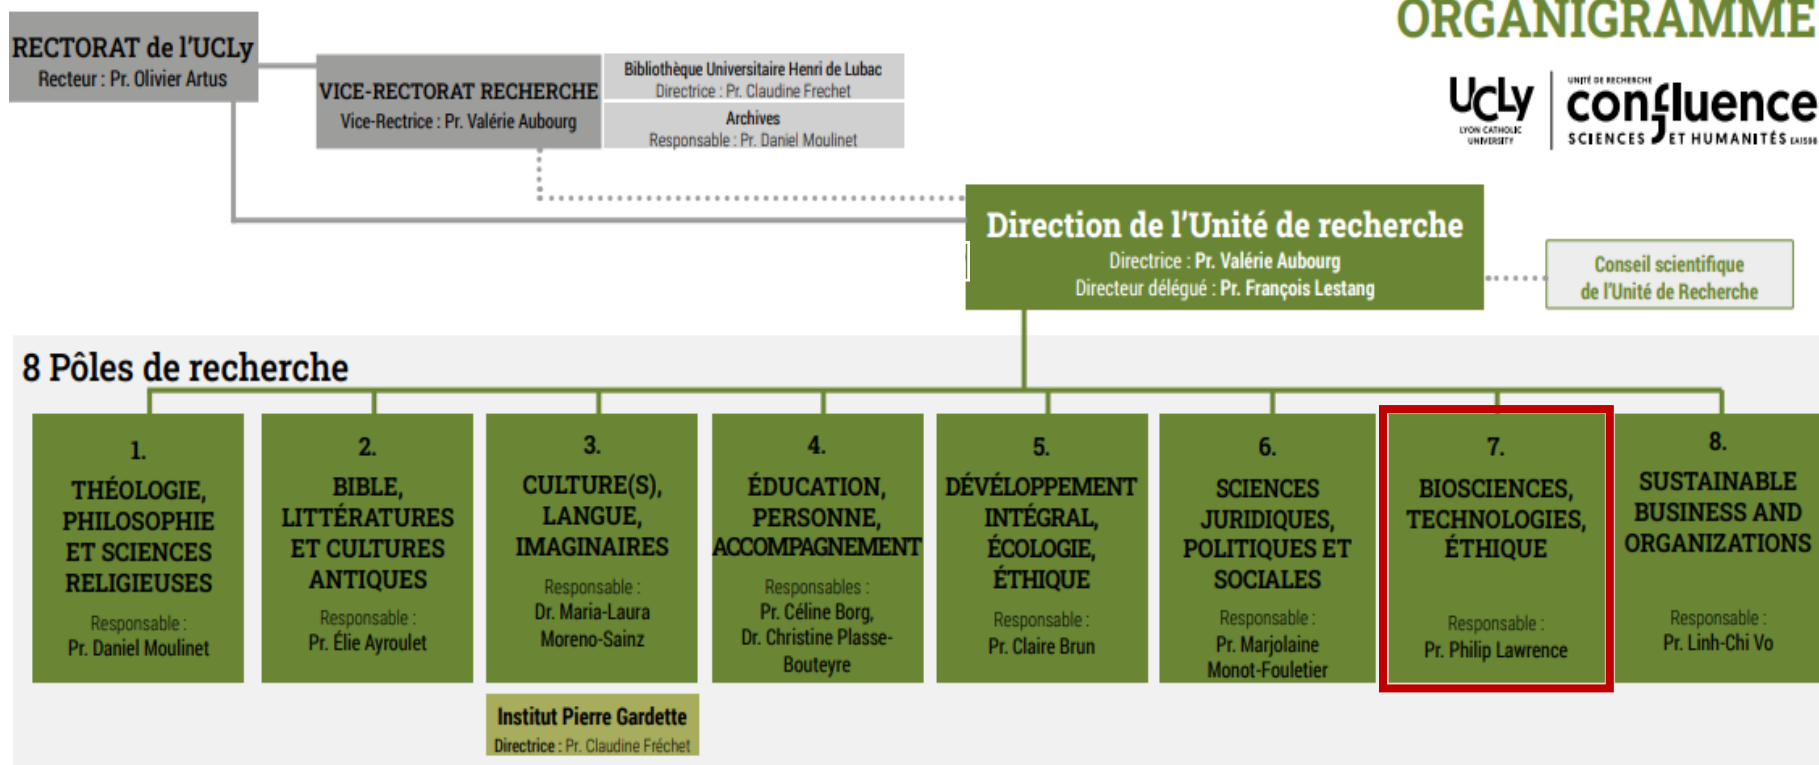 ORGANIGRAMME
RECTORAT de l'UCLy
Recteur : Pr. Olivier Artus
VICE-RECTORAT RECHERCHE
Vice-Rectrice : Pr. Valérie Aubourg
Bibliothèque Universitaire Henri de Lubac
Directrice : Pr. Claudine Frechet
Archives
Responsable : Pr. Daniel Moulinet
UCLy
LYON CATHOLIC
UNIVERSITY
UNITÉ DE RECHERCHE
confluence
SCIENCES ET HUMANITÉS EA1598
Direction de l'Unité de recherche
Directrice : Pr. Valérie Aubourg
Directeur délégué : Pr. François Lestang
Conseil scientifique
de l'Unité de Recherche
8 Pôles de recherche
1.
THÉOLOGIE,
PHILOSOPHIE
ET SCIENCES
RELIGIEUSES
Responsable :
Pr. Daniel Moulinet
2.
BIBLE,
LITTÉRATURES
ET CULTURES
ANTIQUES
Responsable :
Pr. Élie Ayroulet
3.
CULTURE(S),
LANGUE,
IMAGINAIRES
Responsable :
Dr. Maria-Laura
Moreno-Sainz
Institut Pierre Gardette
Directrice : Pr. Claudine Fréchet
4.
ÉDUCATION,
PERSONNE,
ACCOMPAGNEMENT
Responsables :
Pr. Céline Borg,
Dr. Christine Plasse-
Bouteyre
5.
DÉVÉLOPPEMENT
INTÉGRAL,
ÉCOLOGIE,
ÉTHIQUE
Responsable :
Pr. Claire Brun
6.
SCIENCES
JURIDIQUES,
POLITIQUES ET
SOCIALES
Responsable :
Pr. Marjolaine
Monot-Fouletier
7.
BIOSCIENCES,
TECHNOLOGIES,
ÉTHIQUE
Responsable :
Pr. Philip Lawrence
8.
SUSTAINABLE
BUSINESS AND
ORGANIZATIONS
Responsable :
Pr. Linh-Chi Vo